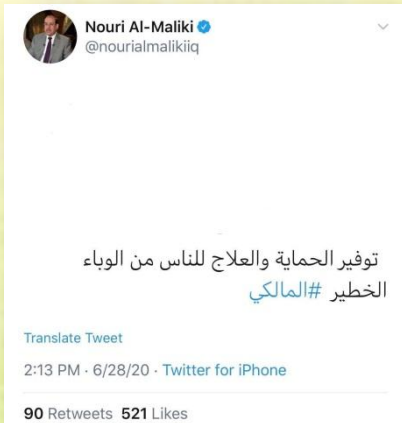 Nouri Al-Maliki
@nourialmalikiiq
توفير الحماية والعلاج للناس من الوباء
الخطير #المالكي
Translate Tweet
2:13 PM · 6/28/20 · Twitter for iPhone
90 Retweets 521 Likes